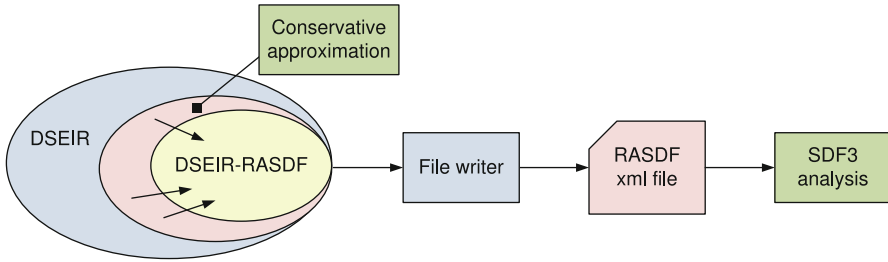 Conservative
approximation
DSEIR
DSEIR-RASDF
File writer
RASDF
xml file
SDF3
analysis